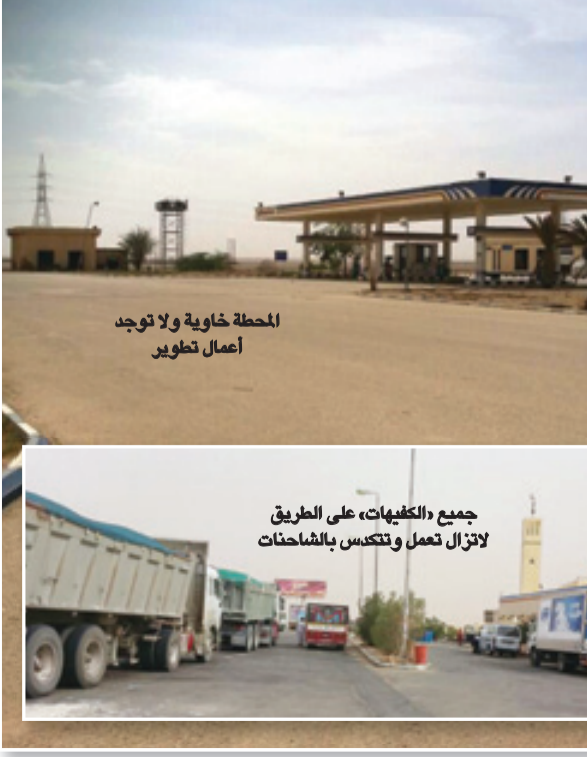 المحطة خاوية ولا توجد
أعمال تطوير
جميع «الكفيهات» على الطريق
لاتزال تعمل وتتكدس بالشاحنات